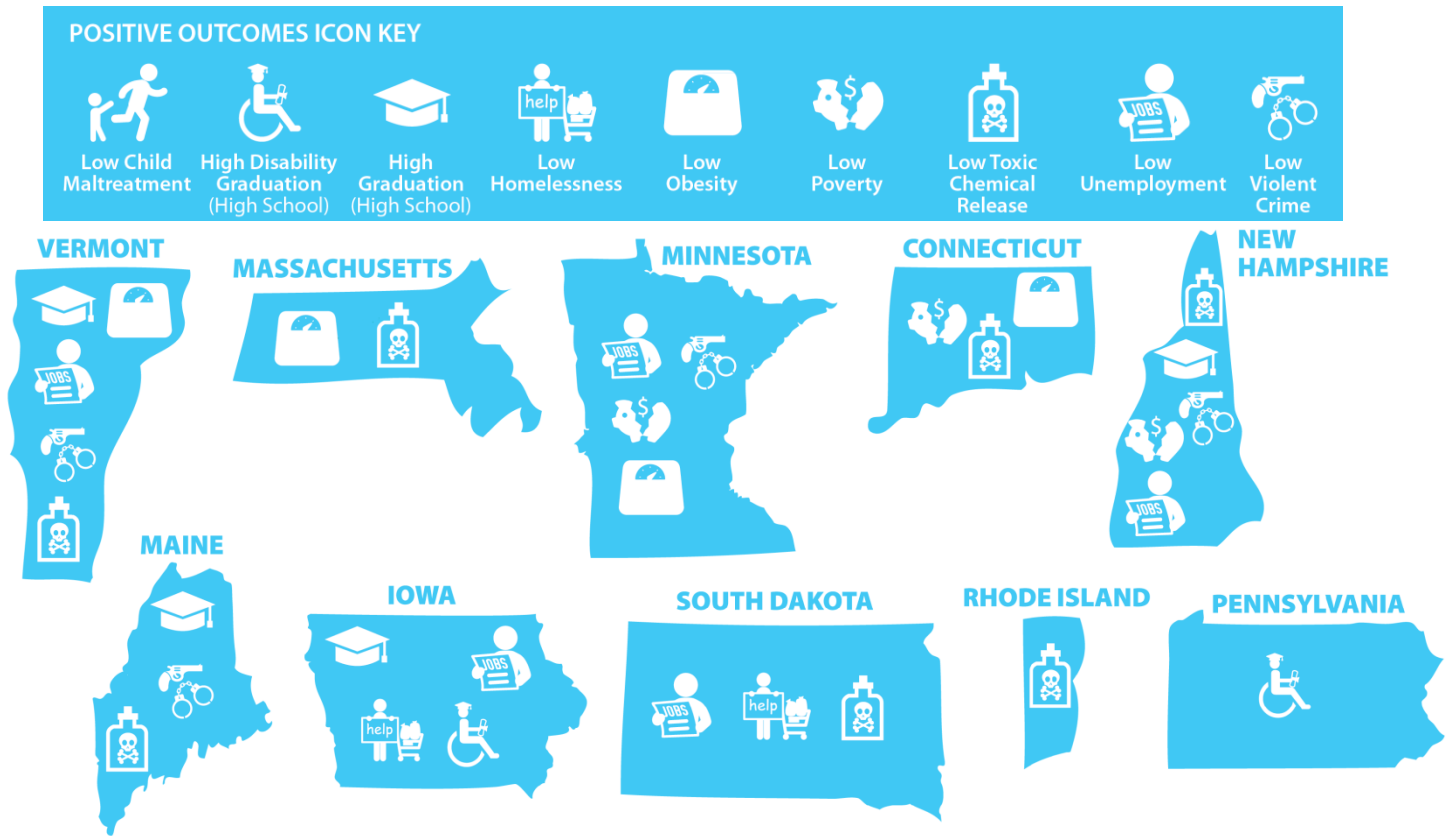 POSITIVE OUTCOMES ICON KEY
help
$
JOBS
Low Child
Maltreatment
High Disability
Graduation
(High School)
High
Graduation
(High School)
Low
Homelessness
Low
Obesity
Low
Poverty
Low Toxic
Chemical
Release
Low
Unemployment
Low
Violent
Crime
VERMONT
JOBS
MASSACHUSETTS
MINNESOTA
JOBS
$
CONNECTICUT
$
NEW
HAMPSHIRE
$
JOBS
MAINE
IOWA
JOBS
help
SOUTH DAKOTA
JOBS
help
RHODE ISLAND
PENNSYLVANIA